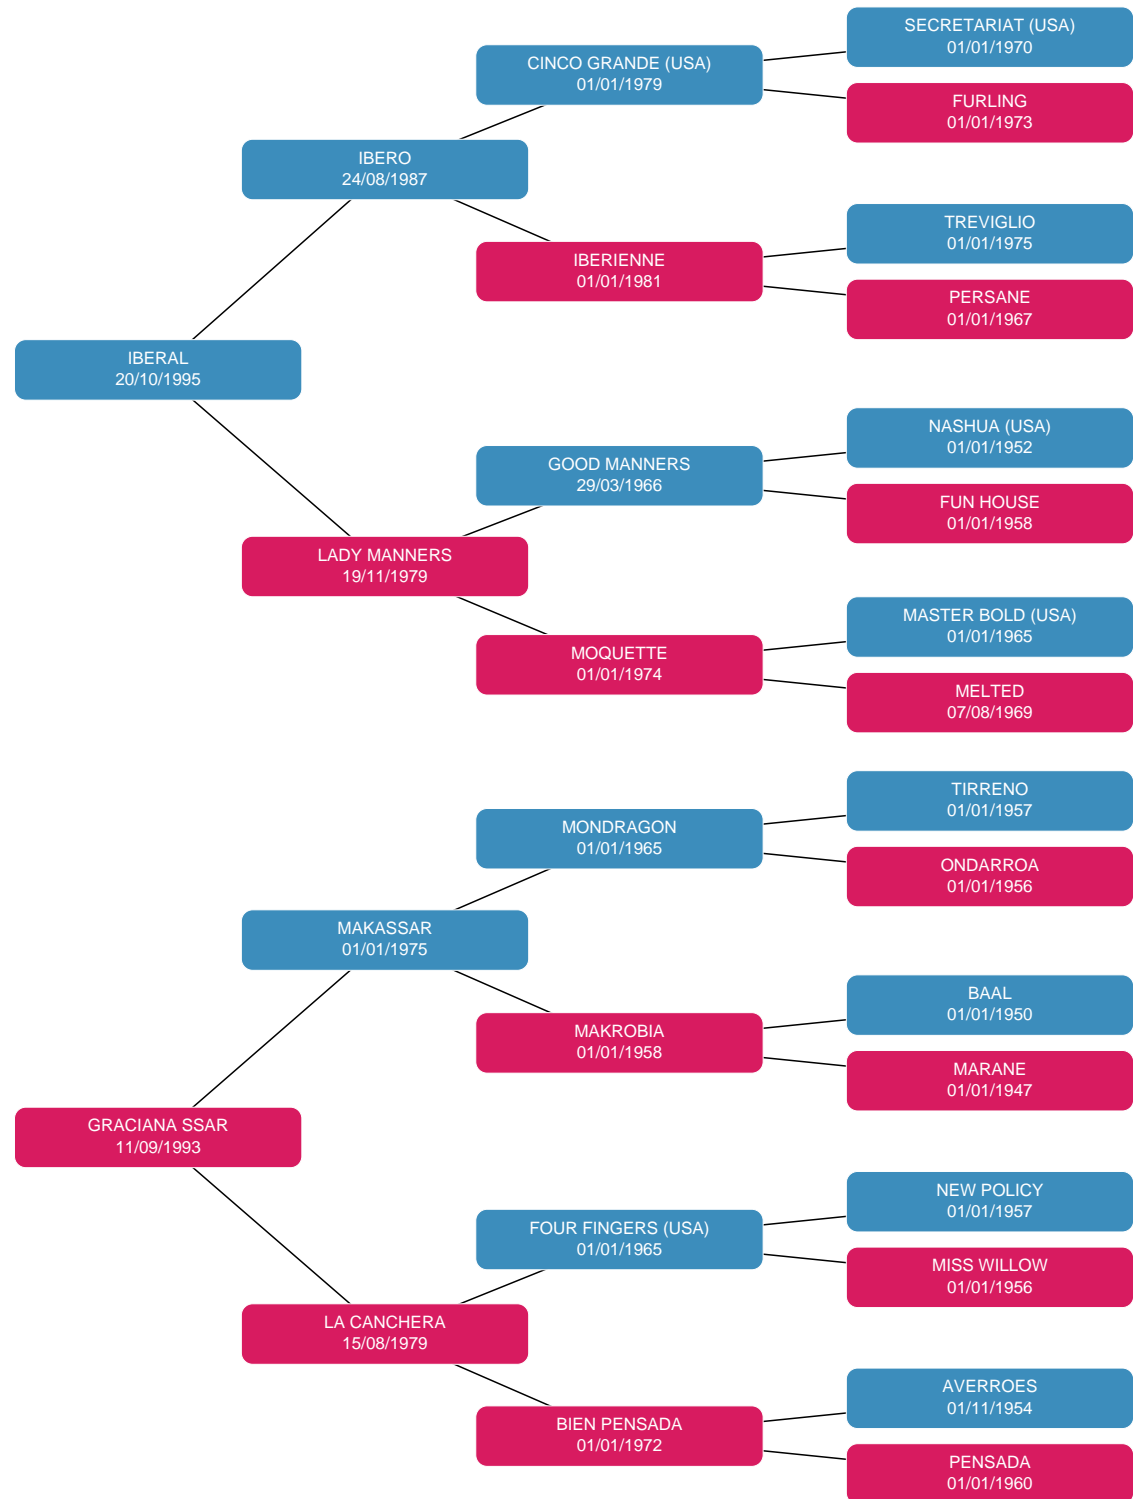 SECRETARIAT (USA)
01/01/1970
CINCO GRANDE (USA)
01/01/1979
FURLING
01/01/1973
IBERO
24/08/1987
TREVIGLIO
01/01/1975
IBERIENNE
01/01/1981
PERSANE
01/01/1967
IBERAL
20/10/1995
NASHUA (USA)
01/01/1952
GOOD MANNERS
29/03/1966
FUN HOUSE
01/01/1958
LADY MANNERS
19/11/1979
MASTER BOLD (USA)
01/01/1965
MOQUETTE
01/01/1974
MELTED
07/08/1969
TIRRENO
01/01/1957
MONDRAGON
01/01/1965
ONDARROA
01/01/1956
MAKASSAR
01/01/1975
BAAL
01/01/1950
MAKROBIA
01/01/1958
MARANE
01/01/1947
GRACIANA SSAR
11/09/1993
NEW POLICY
01/01/1957
FOUR FINGERS (USA)
01/01/1965
MISS WILLOW
01/01/1956
LA CANCHERA
15/08/1979
AVERROES
01/11/1954
BIEN PENSADA
01/01/1972
PENSADA
01/01/1960